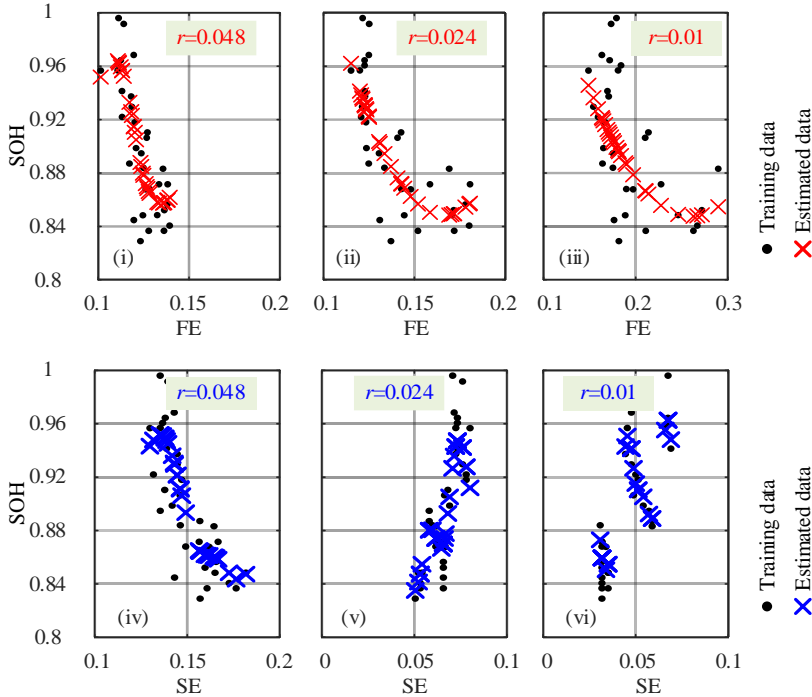 1
0.96
0.92
0.88
0.84
0.8
SOH
r=0.048
(i)
0.1 0.15 0.2
FE
r=0.024
(ii)
0.1 0.15 0.2
FE
r=0.01
(iii)
0.1 0.2 0.3
FE
Training data
Estimated data
1
0.96
0.92
0.88
0.84
0.8
SOH
r=0.048
(iv)
0.1 0.15 0.2
SE
r=0.024
(v)
0 0.05 0.1
SE
r=0.01
(vi)
0 0.05 0.1
SE
Training data
Estimated data